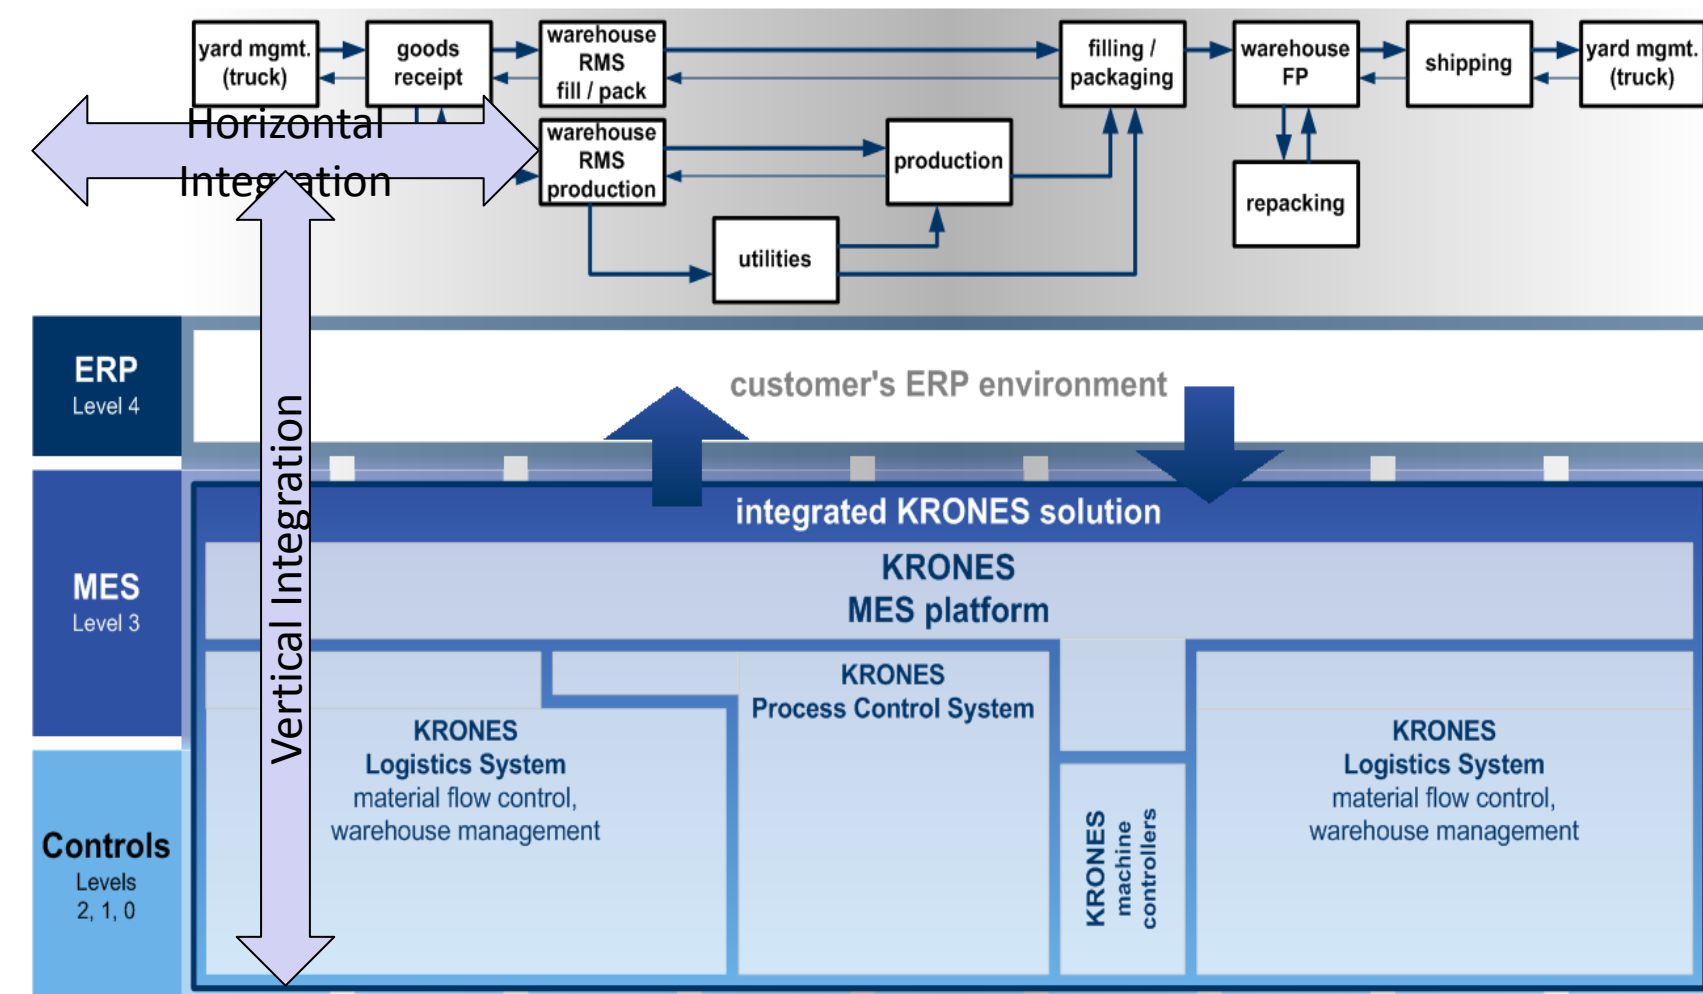 yard mgmt.
(truck)
goods
receipt
warehouse
RMS
fill / pack
filling /
packaging
warehouse
FP
shipping
yard mgmt.
(truck)
Horizontal
Integration
warehouse
RMS
production
production
repacking
utilities
ERP
Level 4
customer's ERP environment
Vertical Integration
MES
Level 3
integrated KRONES solution
KRONES
MES platform
KRONES
Process Control System
KRONES
Logistics System
material flow control,
warehouse management
KRONES
machine
controllers
KRONES
Logistics System
material flow control,
warehouse management
Controls
Levels
2, 1, 0